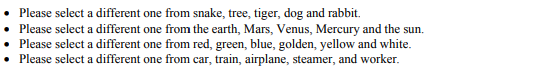 • Please select a different one from snake, tree, tiger, dog and rabbit.
• Please select a different one from the earth, Mars, Venus, Mercury and the sun.
• Please select a different one from red, green, blue, golden, yellow and white.
• Please select a different one from car, train, airplane, steamer, and worker.